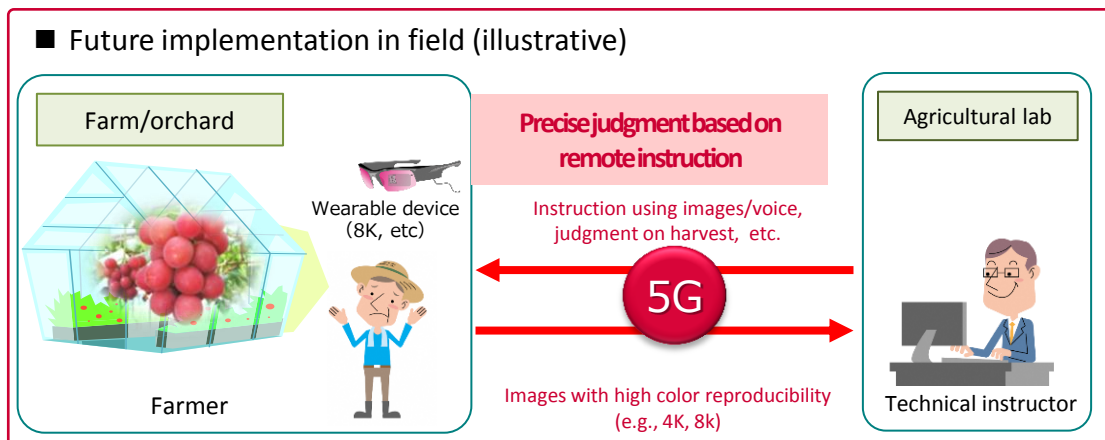 ■ Future implementation in field (illustrative)
Farm/orchard
Wearable device
(8K, etc)
Farmer
Precise judgment based on
remote instruction
Instruction using images/voice,
judgment on harvest, etc.
5G
Images with high color reproducibility
(e.g., 4K, 8k)
Agricultural lab
Technical instructor